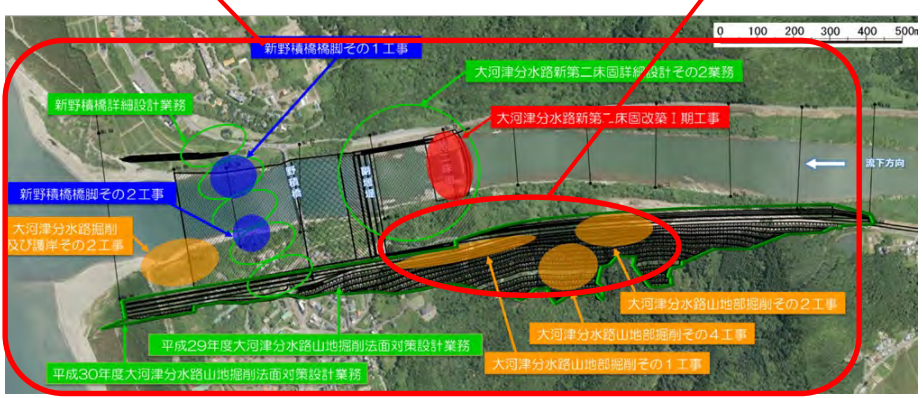 0 100 200 300 400 500m
新野積橋橋脚その1工事
大河津分水路新第二床固詳細設計その2業務
新野積橋詳細設計業務
大河津分水路新第二床固改築Ⅰ期工事
流下方向
野積橋
新野積橋橋脚その2工事
大河津分水路掘削
及び護岸その2工事
大河津分水路山地部掘削その2工事
大河津分水路山地部掘削その4工事
平成29年度大河津分水路山地掘削法面対策設計業務
大河津分水路山地部掘削その1工事
平成30年度大河津分水路山地掘削法面対策設計業務